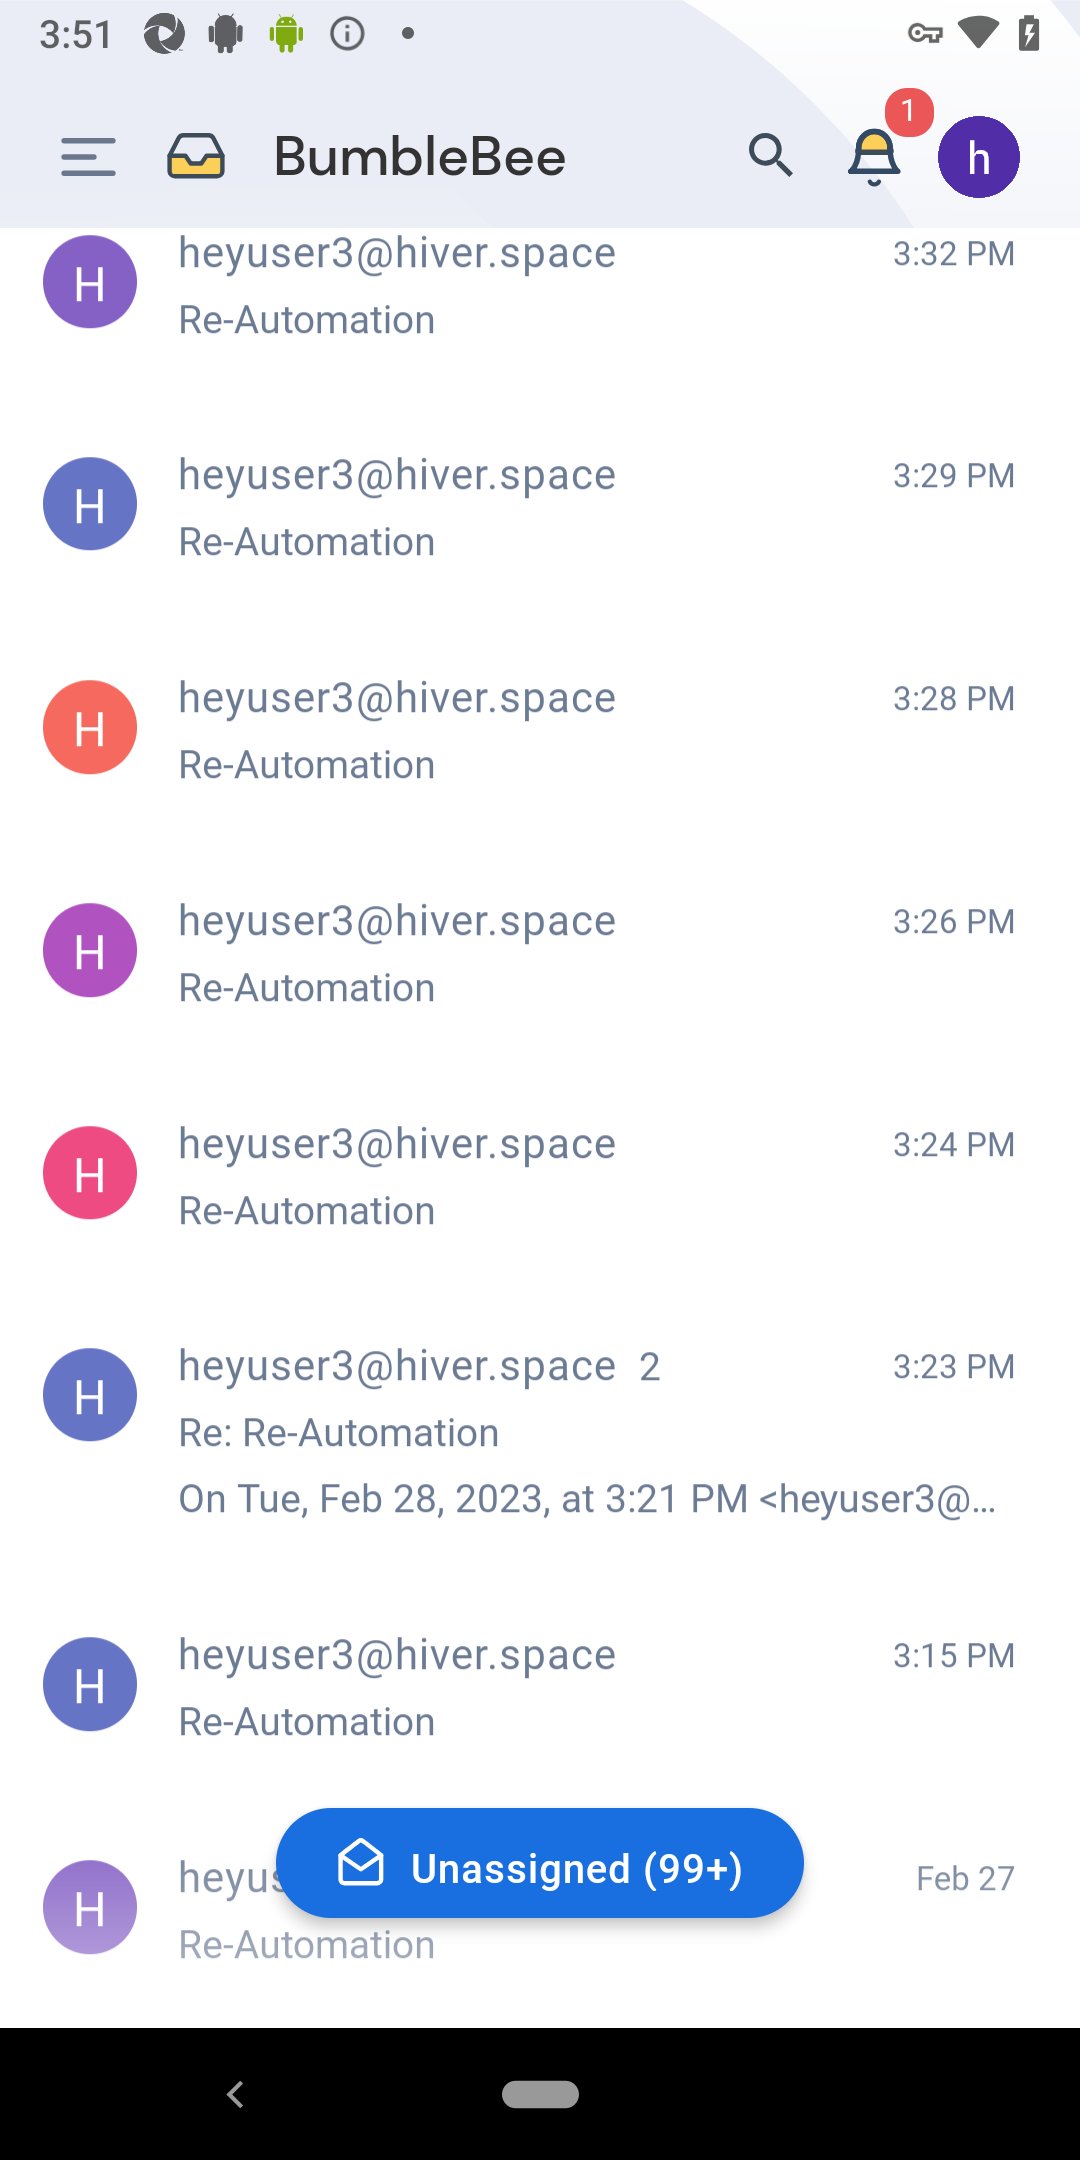 3:51
BumbleBee
1
h
H
heyuser3@hiver.space 3:32 PM
Re-Automation
H
heyuser3@hiver.space 3:29 PM
Re-Automation
H
heyuser3@hiver.space 3:28 PM
Re-Automation
H
heyuser3@hiver.space 3:26 PM
Re-Automation
H
heyuser3@hiver.space 3:24 PM
Re-Automation
H
heyuser3@hiver.space 2 3:23 PM
Re: Re-Automation
On Tue, Feb 28, 2023, at 3:21 PM <heyuser3@...
H
heyuser3@hiver.space 3:15 PM
Re-Automation
H
heyus Feb 27
Unassigned (99+)
Re-Automation